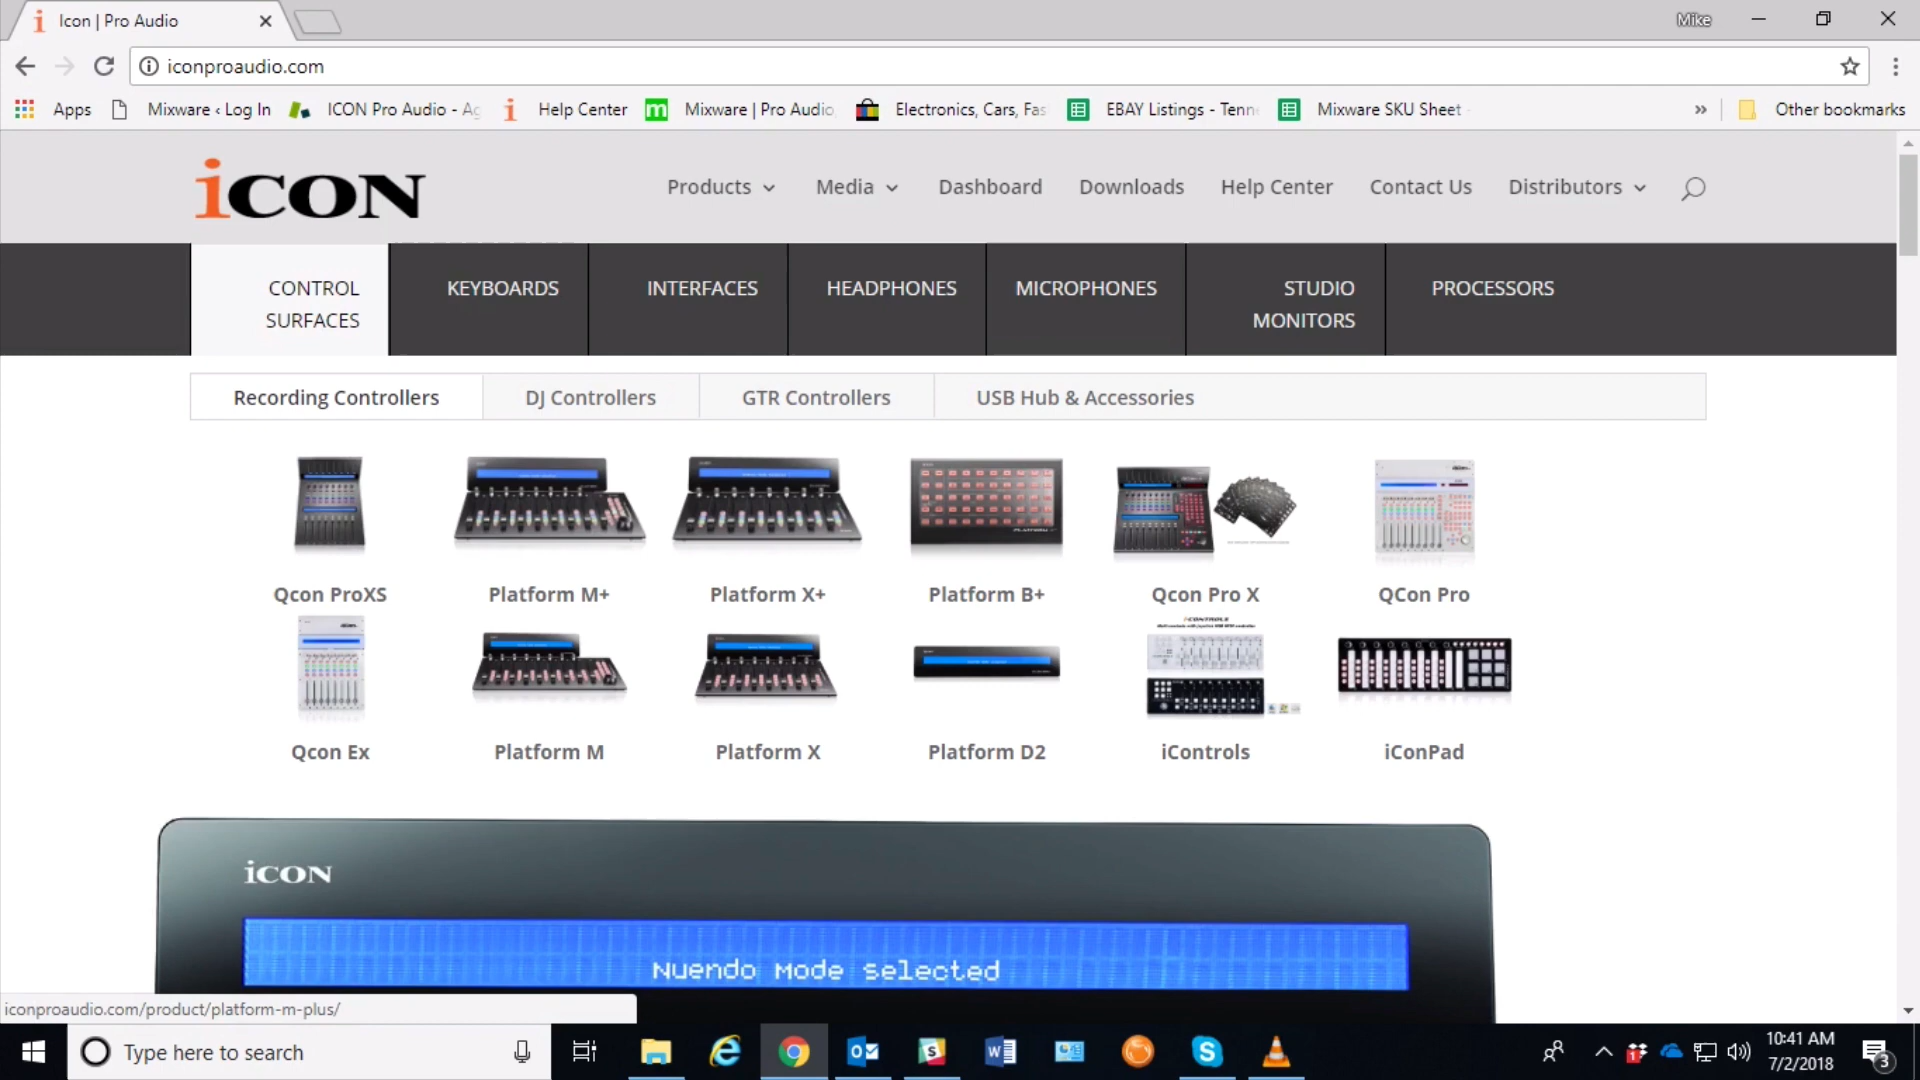 Icon | Pro Audio
Mike
iconproaudio.com
Apps
Mixware ‹ Log In
ICON Pro Audio - Ag
Help Center
Mixware | Pro Audio
Electronics, Cars, Fas
EBAY Listings - Tenn
Mixware SKU Sheet -
»
Other bookmarks
iCON
Products
Media
Dashboard
Downloads
Help Center
Contact Us
Distributors
CONTROL
SURFACES
KEYBOARDS
INTERFACES
HEADPHONES
MICROPHONES
STUDIO
MONITORS
PROCESSORS
Recording Controllers
DJ Controllers
GTR Controllers
USB Hub & Accessories
Qcon ProXS
Platform M+
Platform X+
Platform B+
Qcon Pro X
QCon Pro
Qcon Ex
Platform M
Platform X
Platform D2
iControls
iConPad
iCON
Nuendo Mode Selected
iconproaudio.com/product/platform-m-plus/
Type here to search
10:41 AM
7/2/2018
3